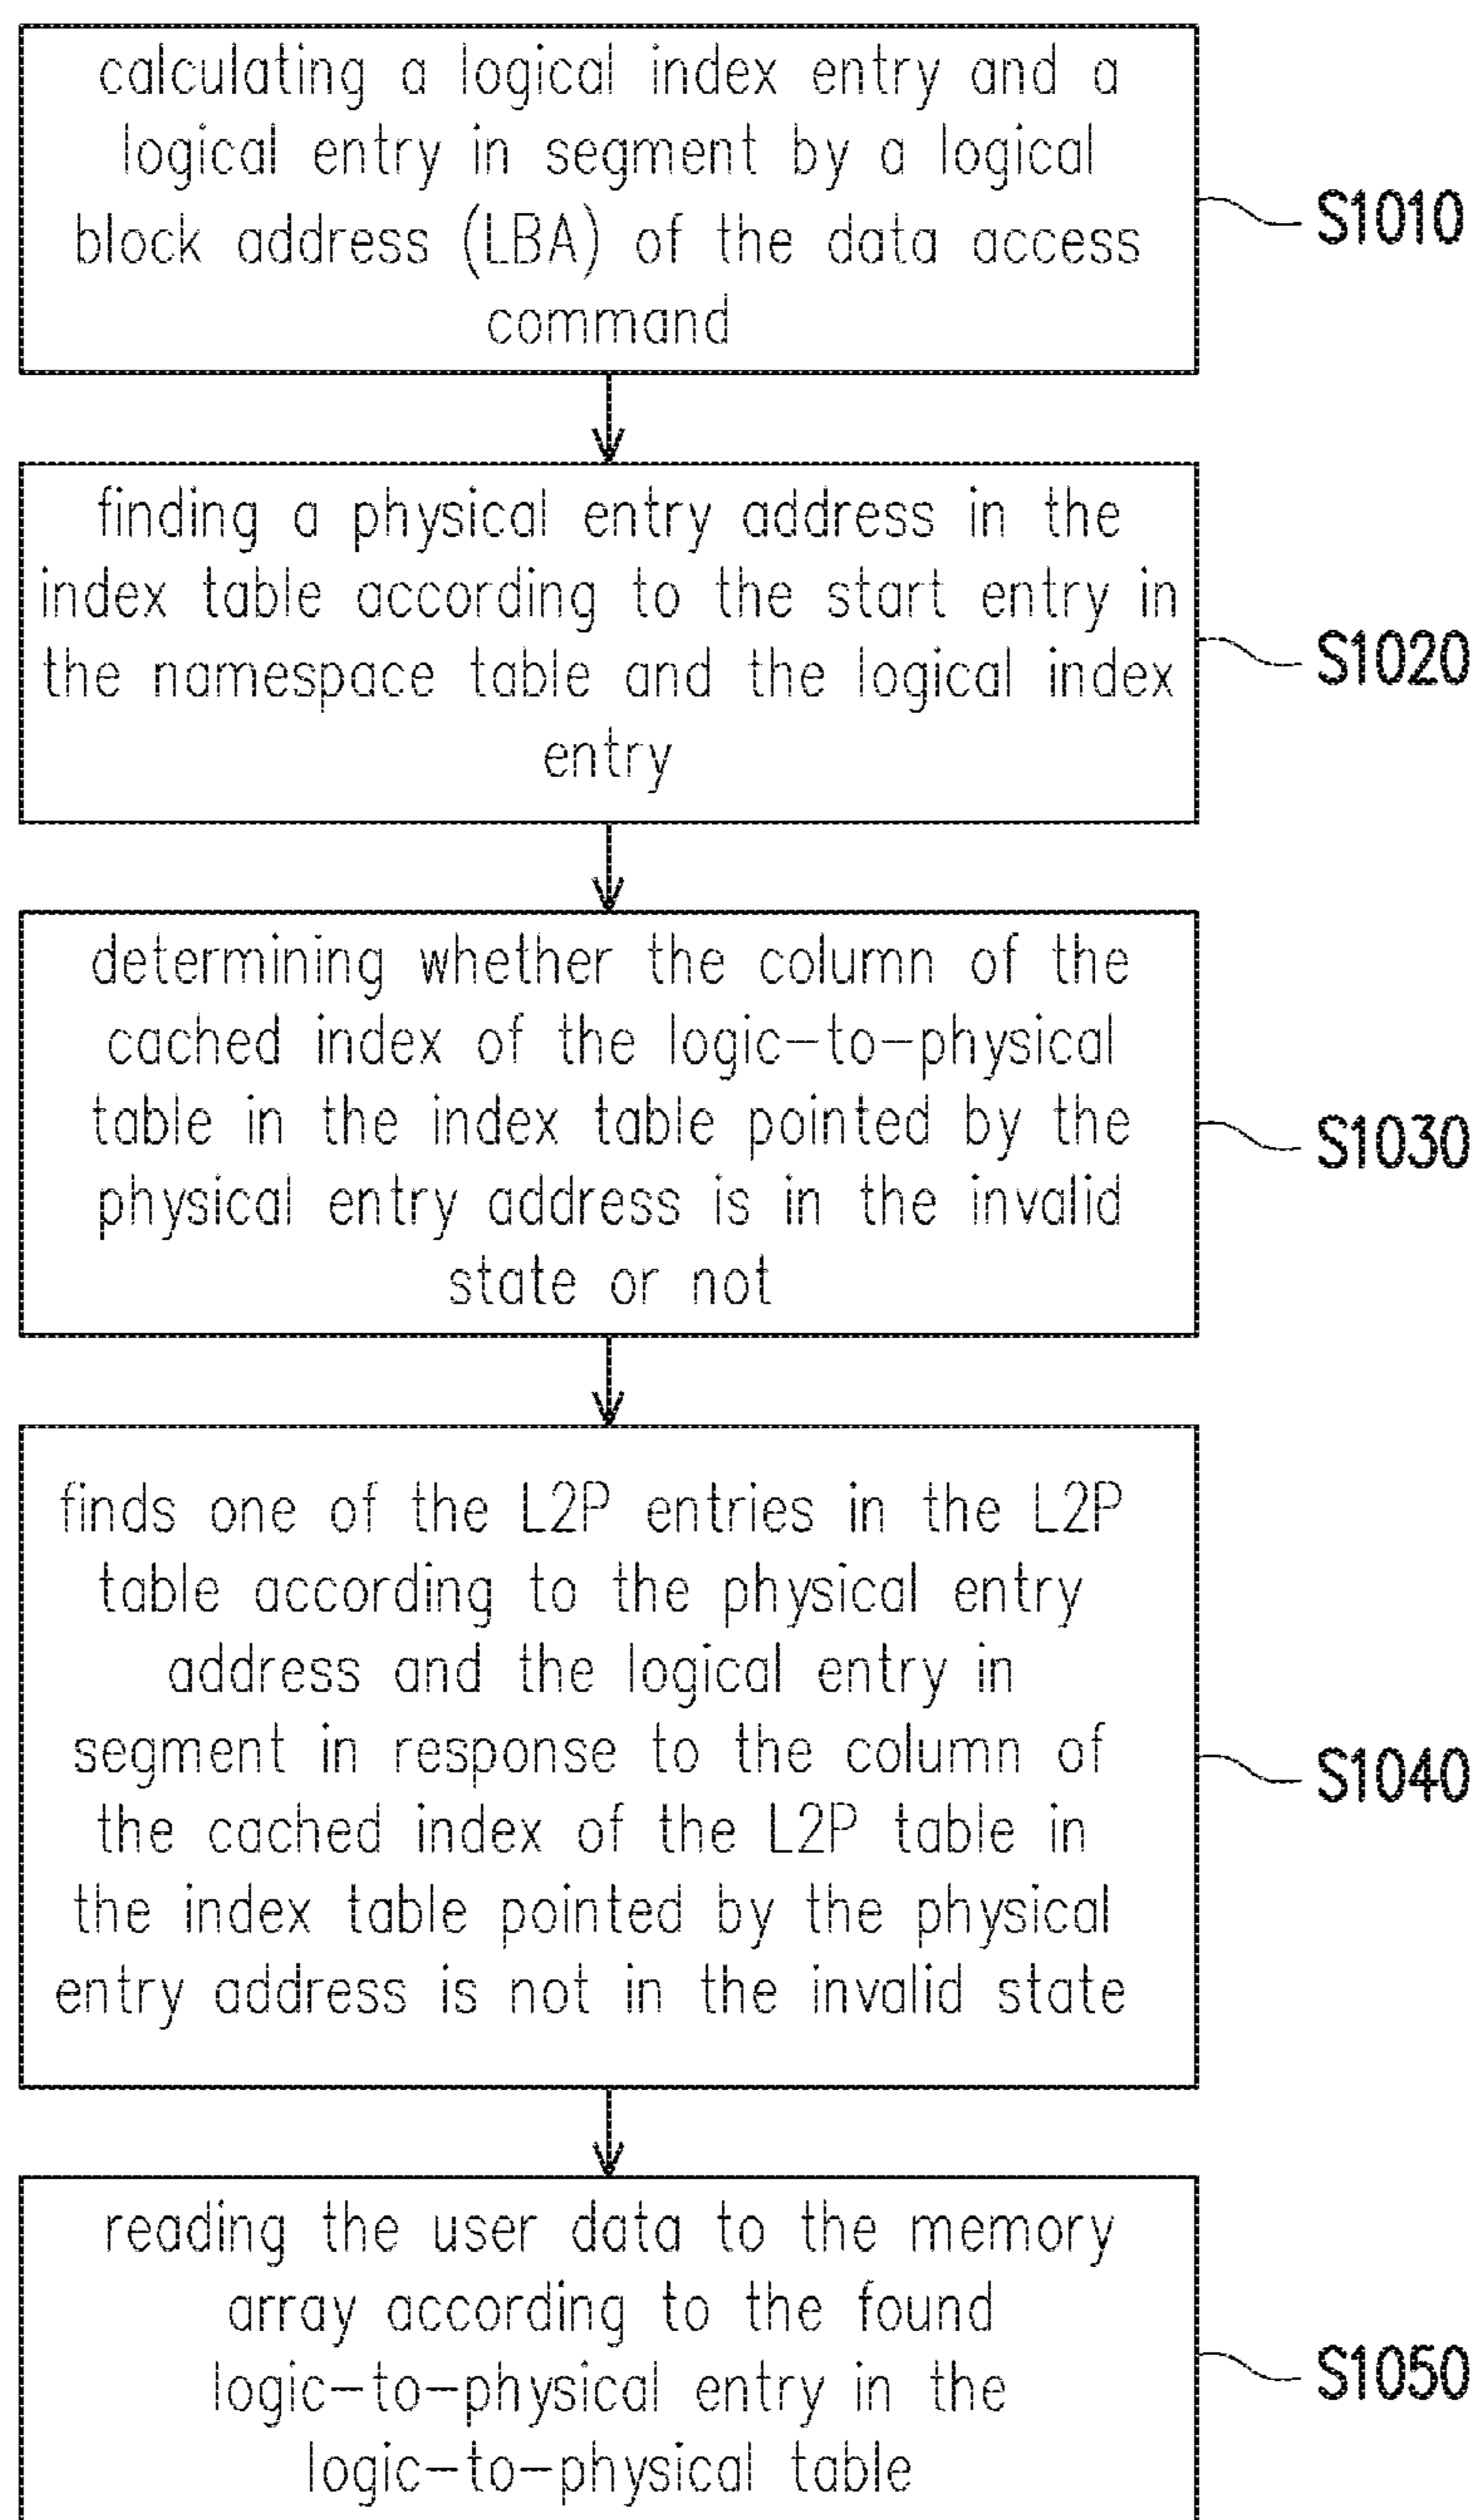 calculating a logical index entry and a
logical entry in segment by a logical
block address (LBA) of the data access
command
S1010
finding a physical entry address in the
index table according to the start entry in
the namespace table and the logical index
entry
S1020
determining whether the column of the
cached index of the logic-to-physical
table in the index table pointed by the
physical entry address is in the invalid
state or not
S1030
finds one of the L2P entries in the L2P
table according to the physical entry
address and the logical entry in
segment in response to the column of
the cached index of the L2P table in
the index table pointed by the physical
entry address is not in the invalid state
S1040
reading the user data to the memory
array according to the found
logic-to-physical entry in the
logic-to-physical table
S1050